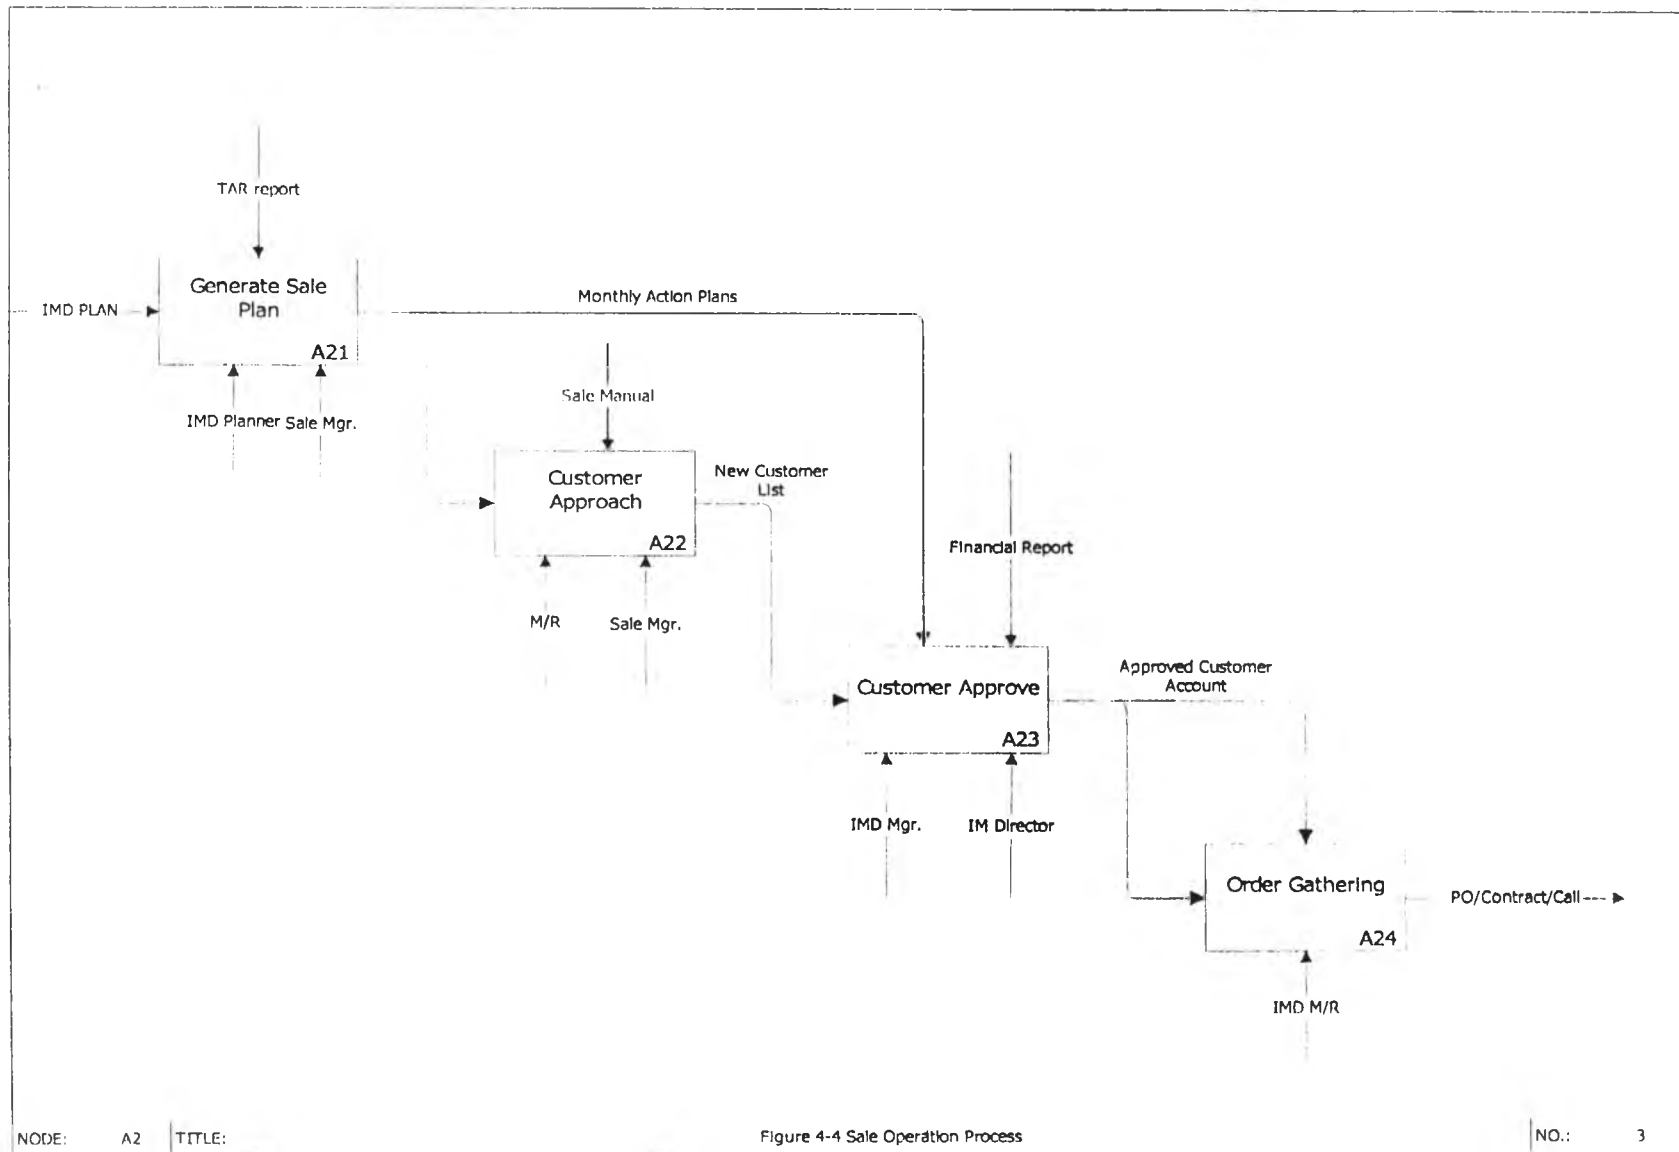 TAR report
Generate Sale
Plan
A21
IMD PLAN
Monthly Action Plans
IMD Planner
Sale Mgr.
Sale Manual
Customer
Approach
A22
New Customer
List
M/R
Sale Mgr.
Financial Report
Customer Approve
A23
Approved Customer
Account
IMD Mgr.
IM Director
Order Gathering
A24
PO/Contract/Call
IMD M/R
NODE: A2
TITLE:
Figure 4-4 Sale Operation Process
NO.: 3